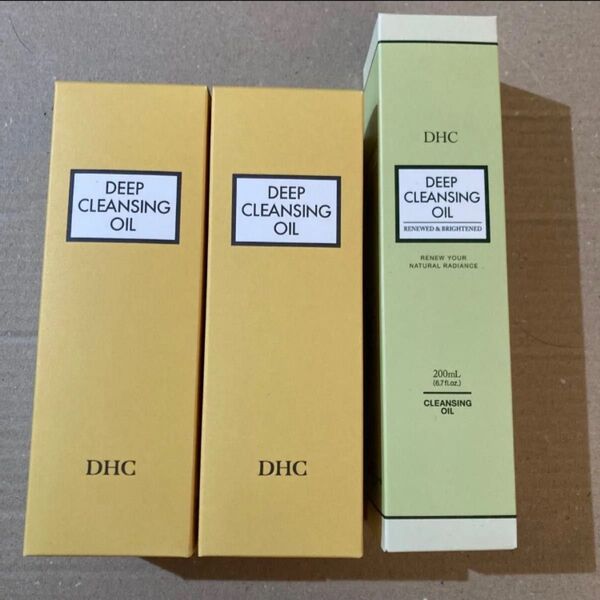 DEEP
CLEANSING
OIL
DHC
DEEP
CLEANSING
OIL
DHC
DHC
DEEP
CLEANSING
OIL
RENEWED & BRIGHTENED
RENEW YOUR
NATURAL RADIANCE
200mL
(6.7fl.oz.)
CLEANSING
OIL